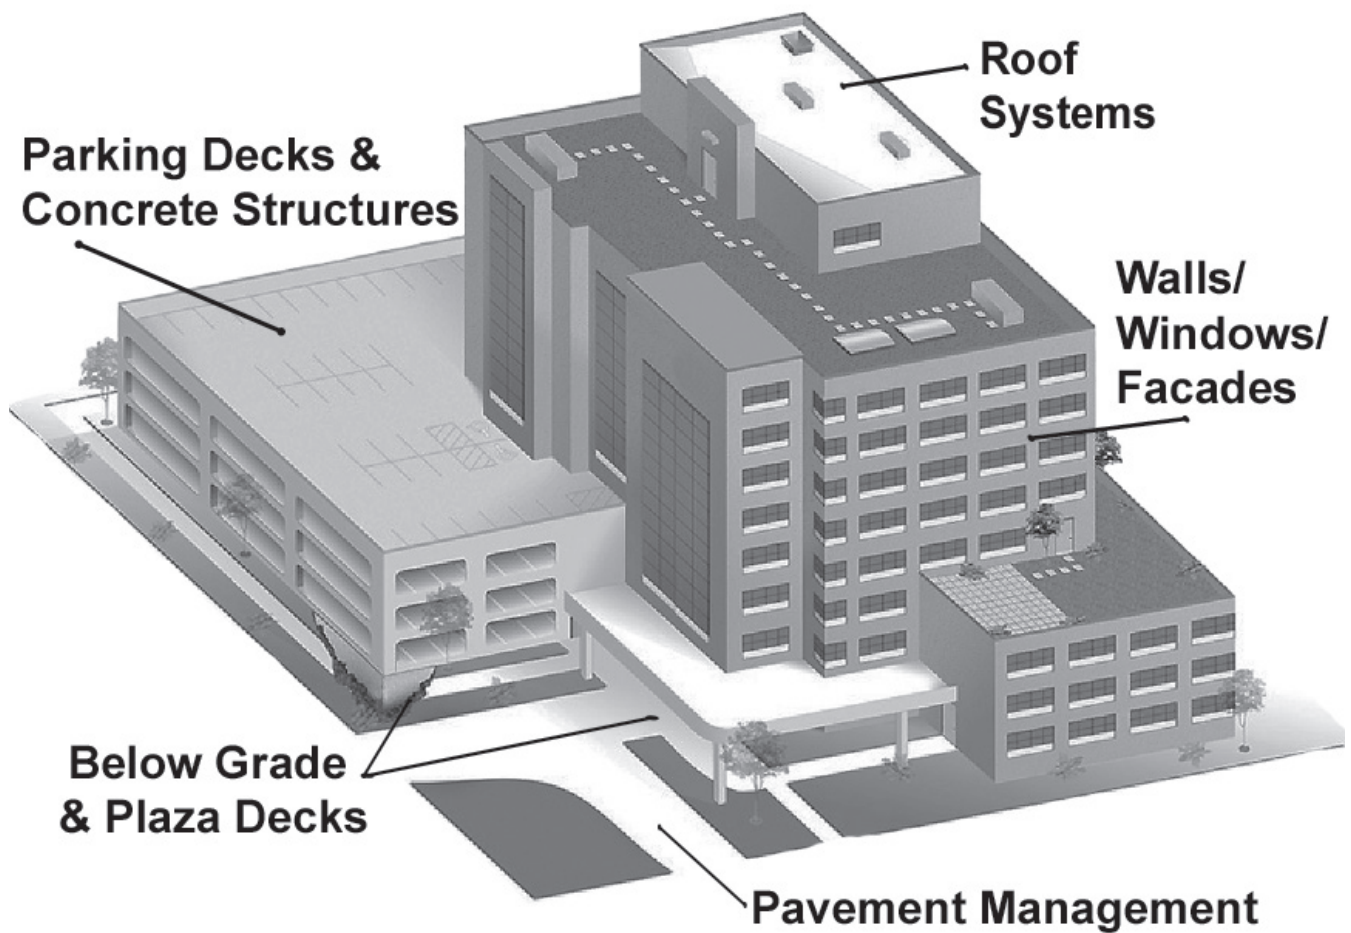 Roof
Systems
Parking Decks &
Concrete Structures
Walls/
Windows/
Facades
Below Grade
& Plaza Decks
Pavement Management